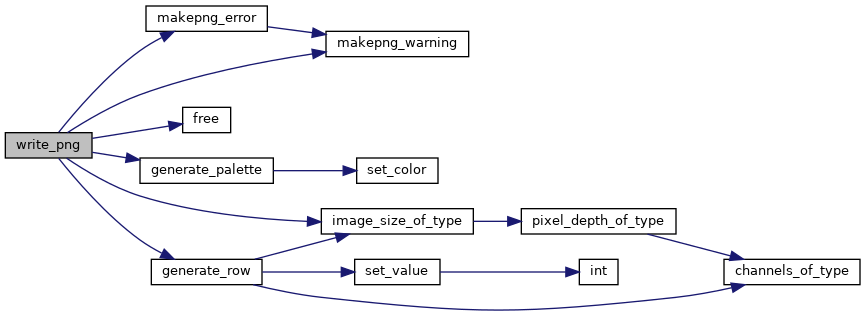 makepng_error
makepng_warning
free
write_png
generate_palette
set_color
image_size_of_type
pixel_depth_of_type
generate_row
set_value
int
channels_of_type